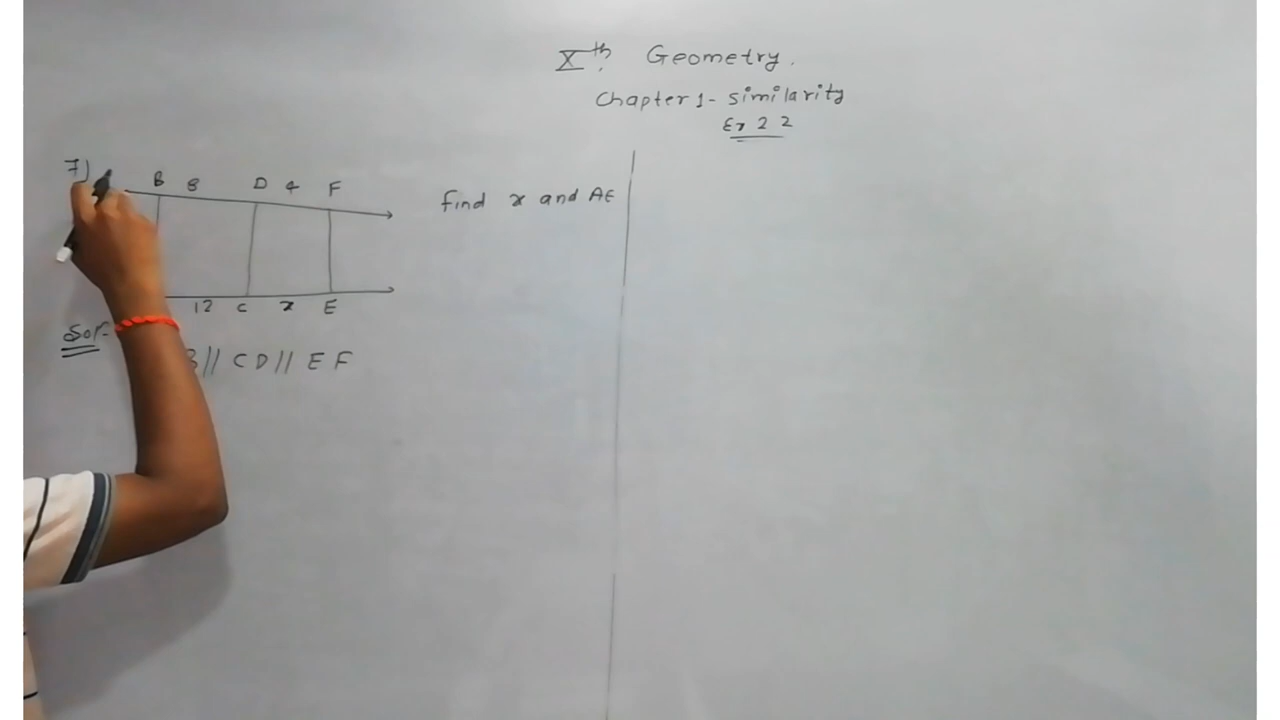 Xth Geometry.
Chapter 1 - similarity
Ex 2 2
7)
B 8 D 4 F
find x and AE
12 C x E
Sol-
// CD // EF